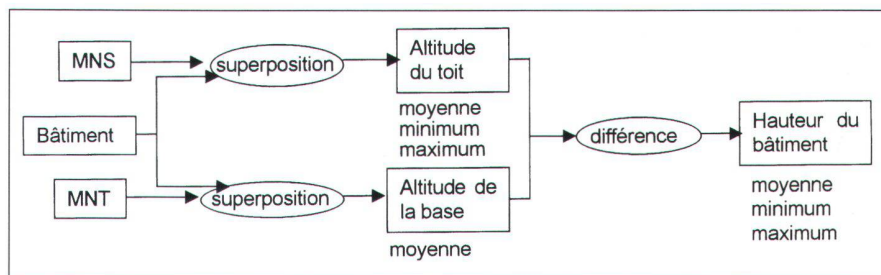 MNS
superposition
Altitude
du toit
moyenne
minimum
maximum
Bâtiment
différence
Hauteur du
bâtiment
moyenne
minimum
maximum
MNT
superposition
Altitude de
la base
moyenne